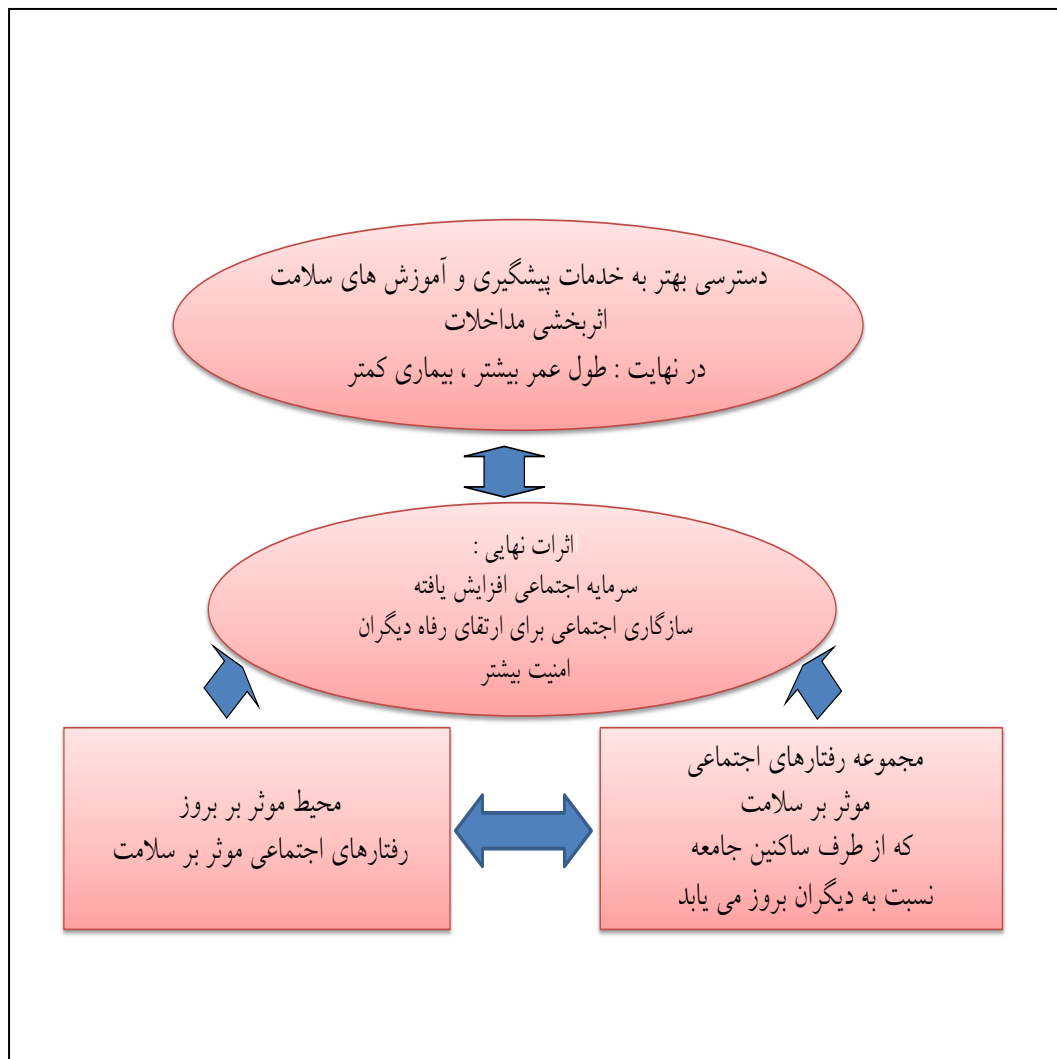 دسترسی بهتر به خدمات پیشگیری و آموزش های سلامت
اثربخشی مداخلات
در نهایت : طول عمر بیشتر ، بیماری کمتر
اثرات نهایی :
سرمایه اجتماعی افزایش یافته
سازگاری اجتماعی برای ارتقای رفاه دیگران
امنیت بیشتر
مجموعه رفتارهای اجتماعی
موثر بر سلامت
که از طرف ساکنین جامعه
نسبت به دیگران بروز می یابد
محیط موثر بر بروز
رفتارهای اجتماعی موثر بر سلامت